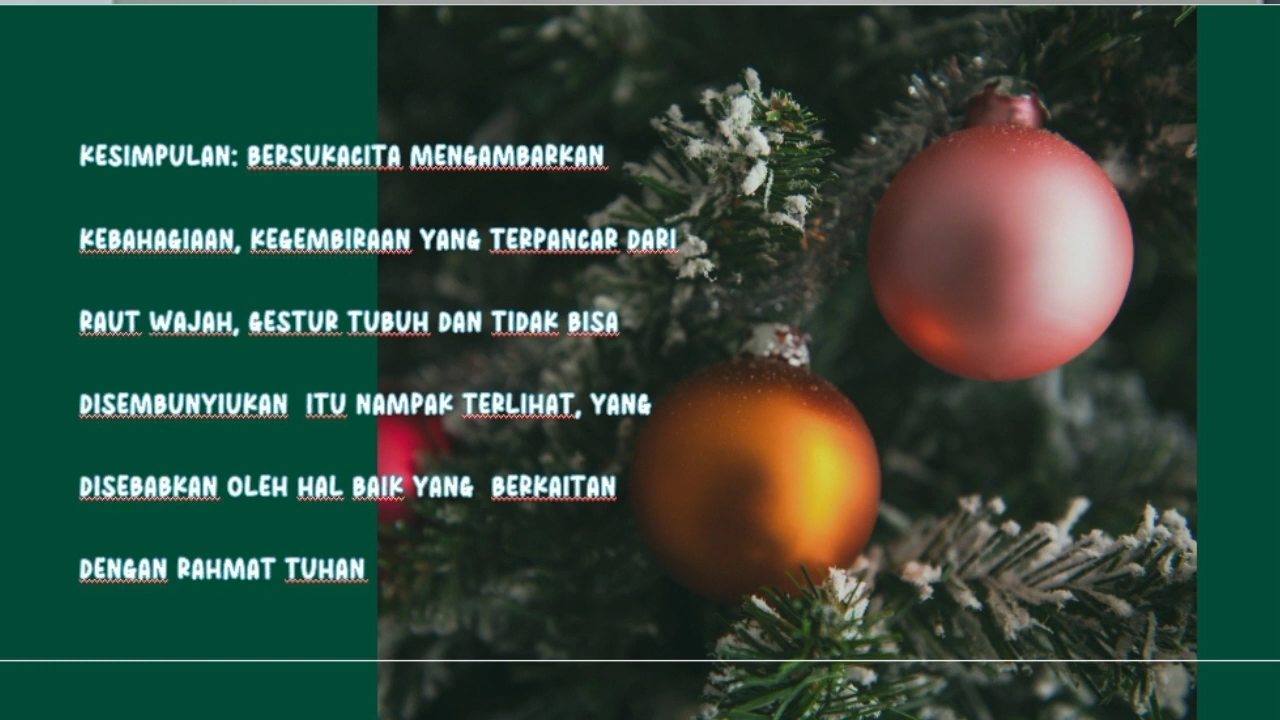 KESIMPULAN: BERSUKACITA MENGAMBARKAN
KEBAHAGIAAN, KEGEMBIRAAN YANG TERPANCAR DARI
RAUT WAJAH, GESTUR TUBUH DAN TIDAK BISA
DISEMBUNYIUKAN ITU NAMPAK TERLIHAT, YANG
DISEBABKAN OLEH HAL BAIK YANG BERKAITAN
DENGAN RAHMAT TUHAN